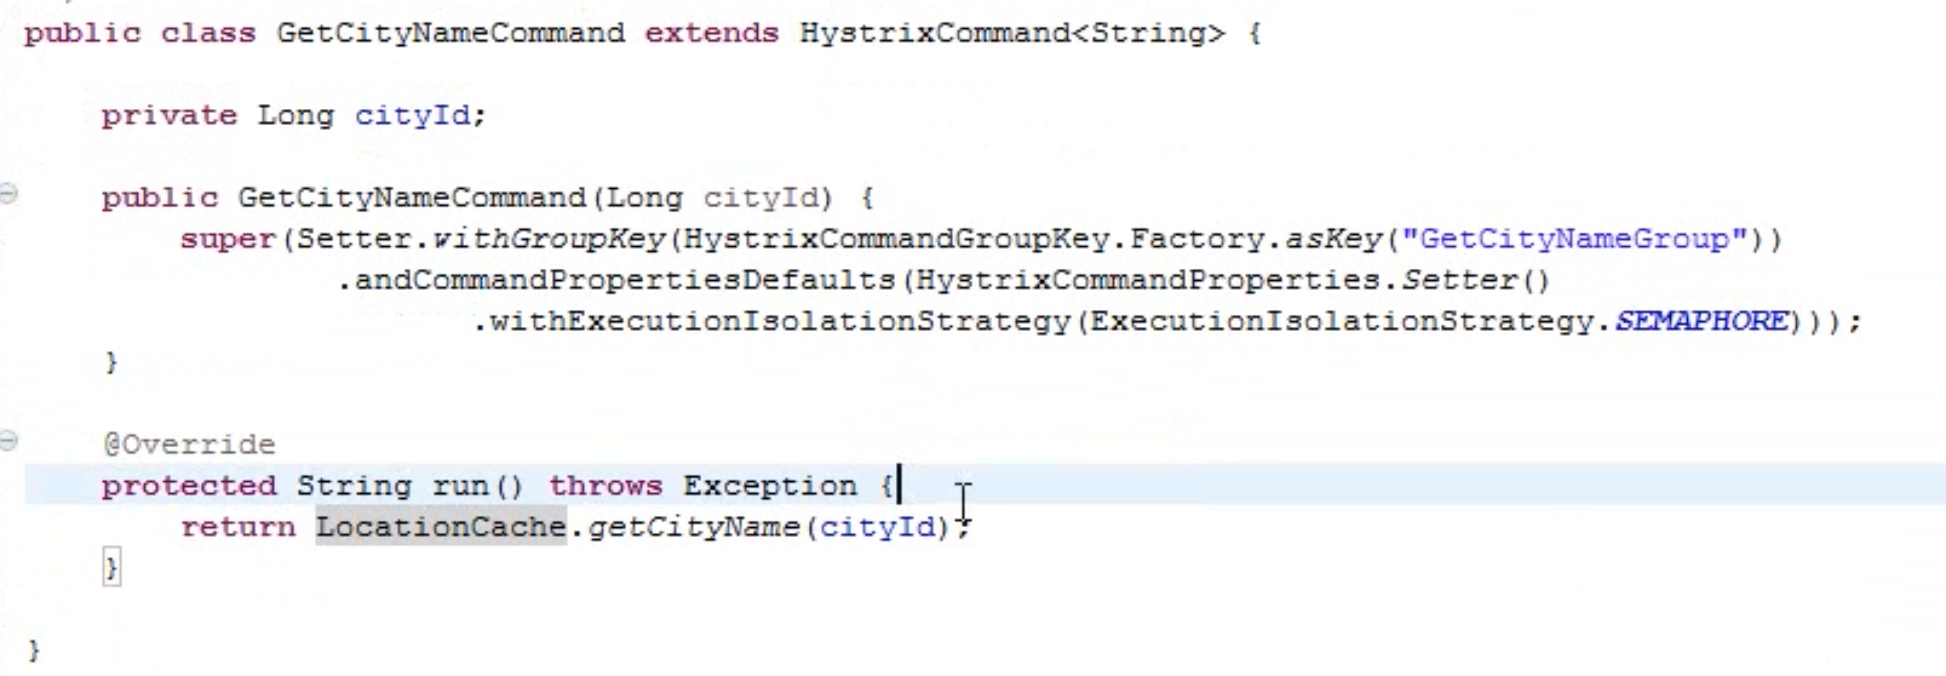 public class GetCityNameCommand extends HystrixCommand<String> {
private Long cityId;
public GetCityNameCommand(Long cityId) {
super(Setter.withGroupKey(HystrixCommandGroupKey.Factory.asKey("GetCityNameGroup"))
.andCommandPropertiesDefaults(HystrixCommandProperties.Setter()
.withExecutionIsolationStrategy(ExecutionIsolationStrategy.SEMAPHORE)));
}
@Override
protected String run() throws Exception {
return LocationCache.getCityName(cityId);
}
}